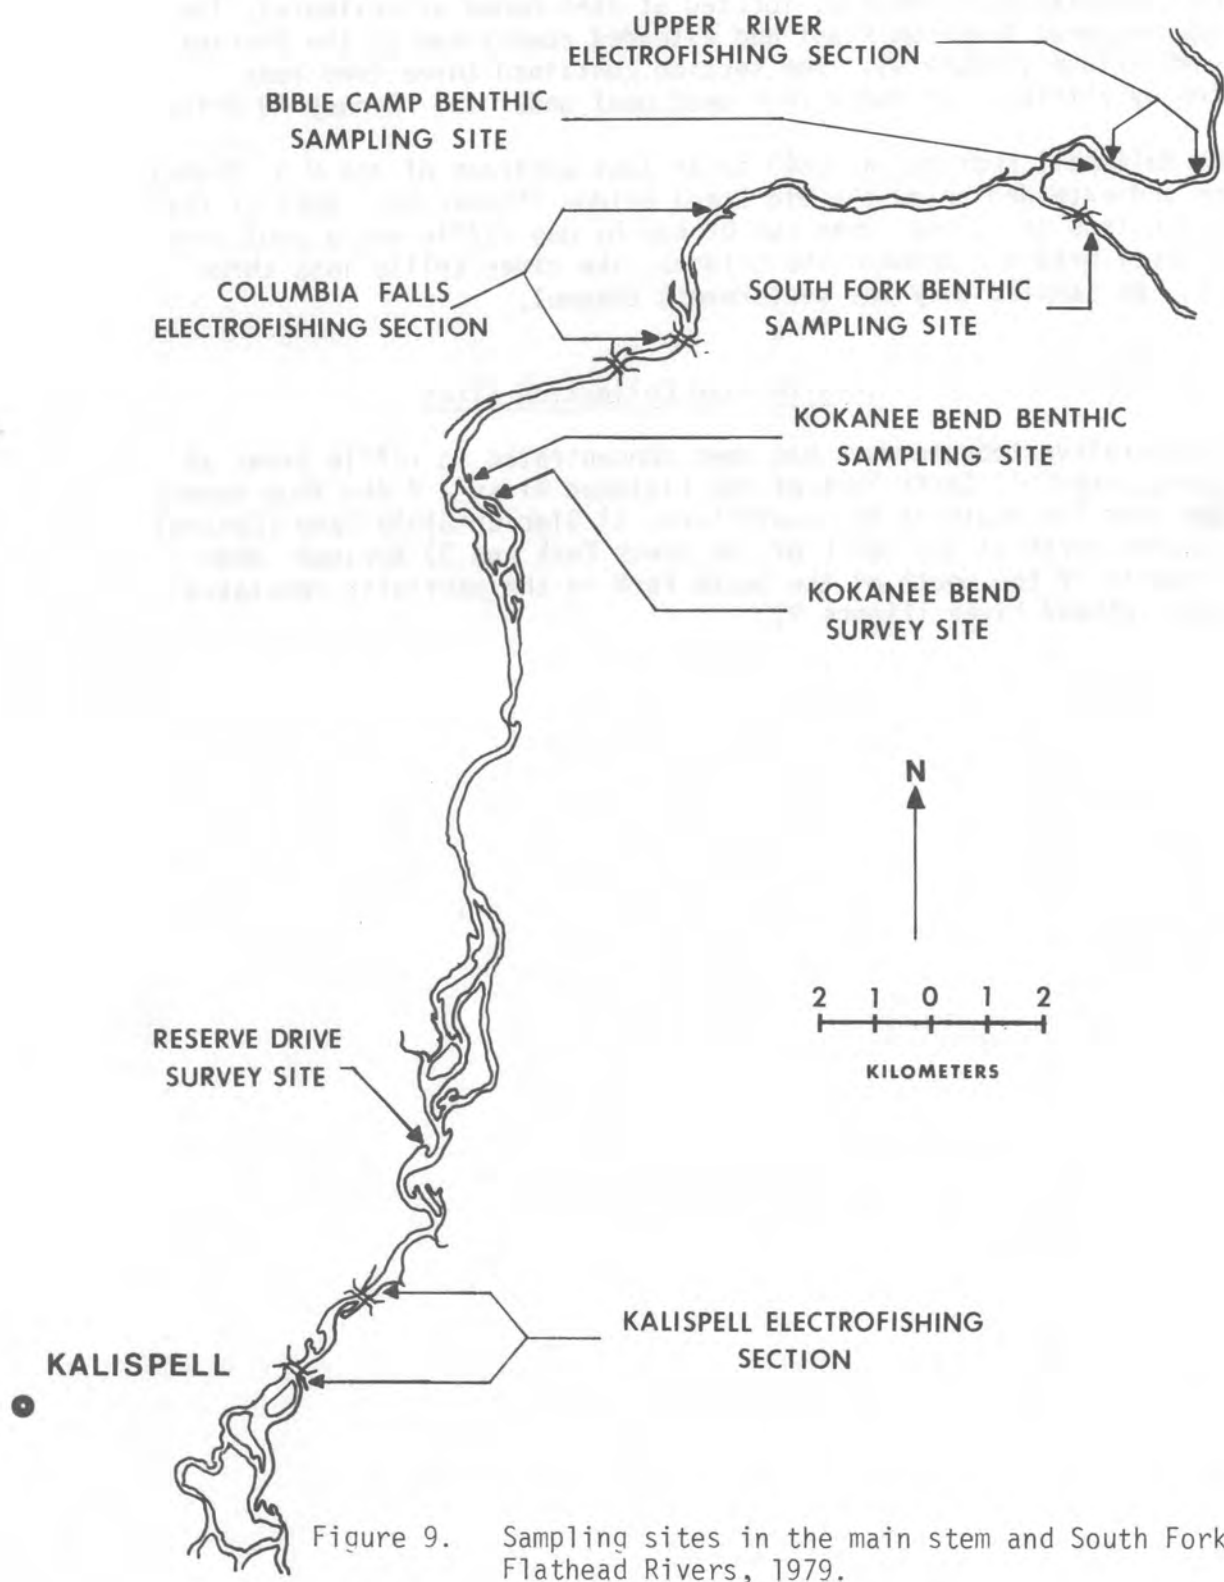 UPPER RIVER
ELECTROFISHING SECTION
BIBLE CAMP BENTHIC
SAMPLING SITE
COLUMBIA FALLS
ELECTROFISHING SECTION
SOUTH FORK BENTHIC
SAMPLING SITE
KOKANEE BEND BENTHIC
SAMPLING SITE
KOKANEE BEND
SURVEY SITE
N
2 1 0 1 2
KILOMETERS
RESERVE DRIVE
SURVEY SITE
KALISPELL ELECTROFISHING
SECTION
KALISPELL
Figure 9. Sampling sites in the main stem and South Fork
Flathead Rivers, 1979.